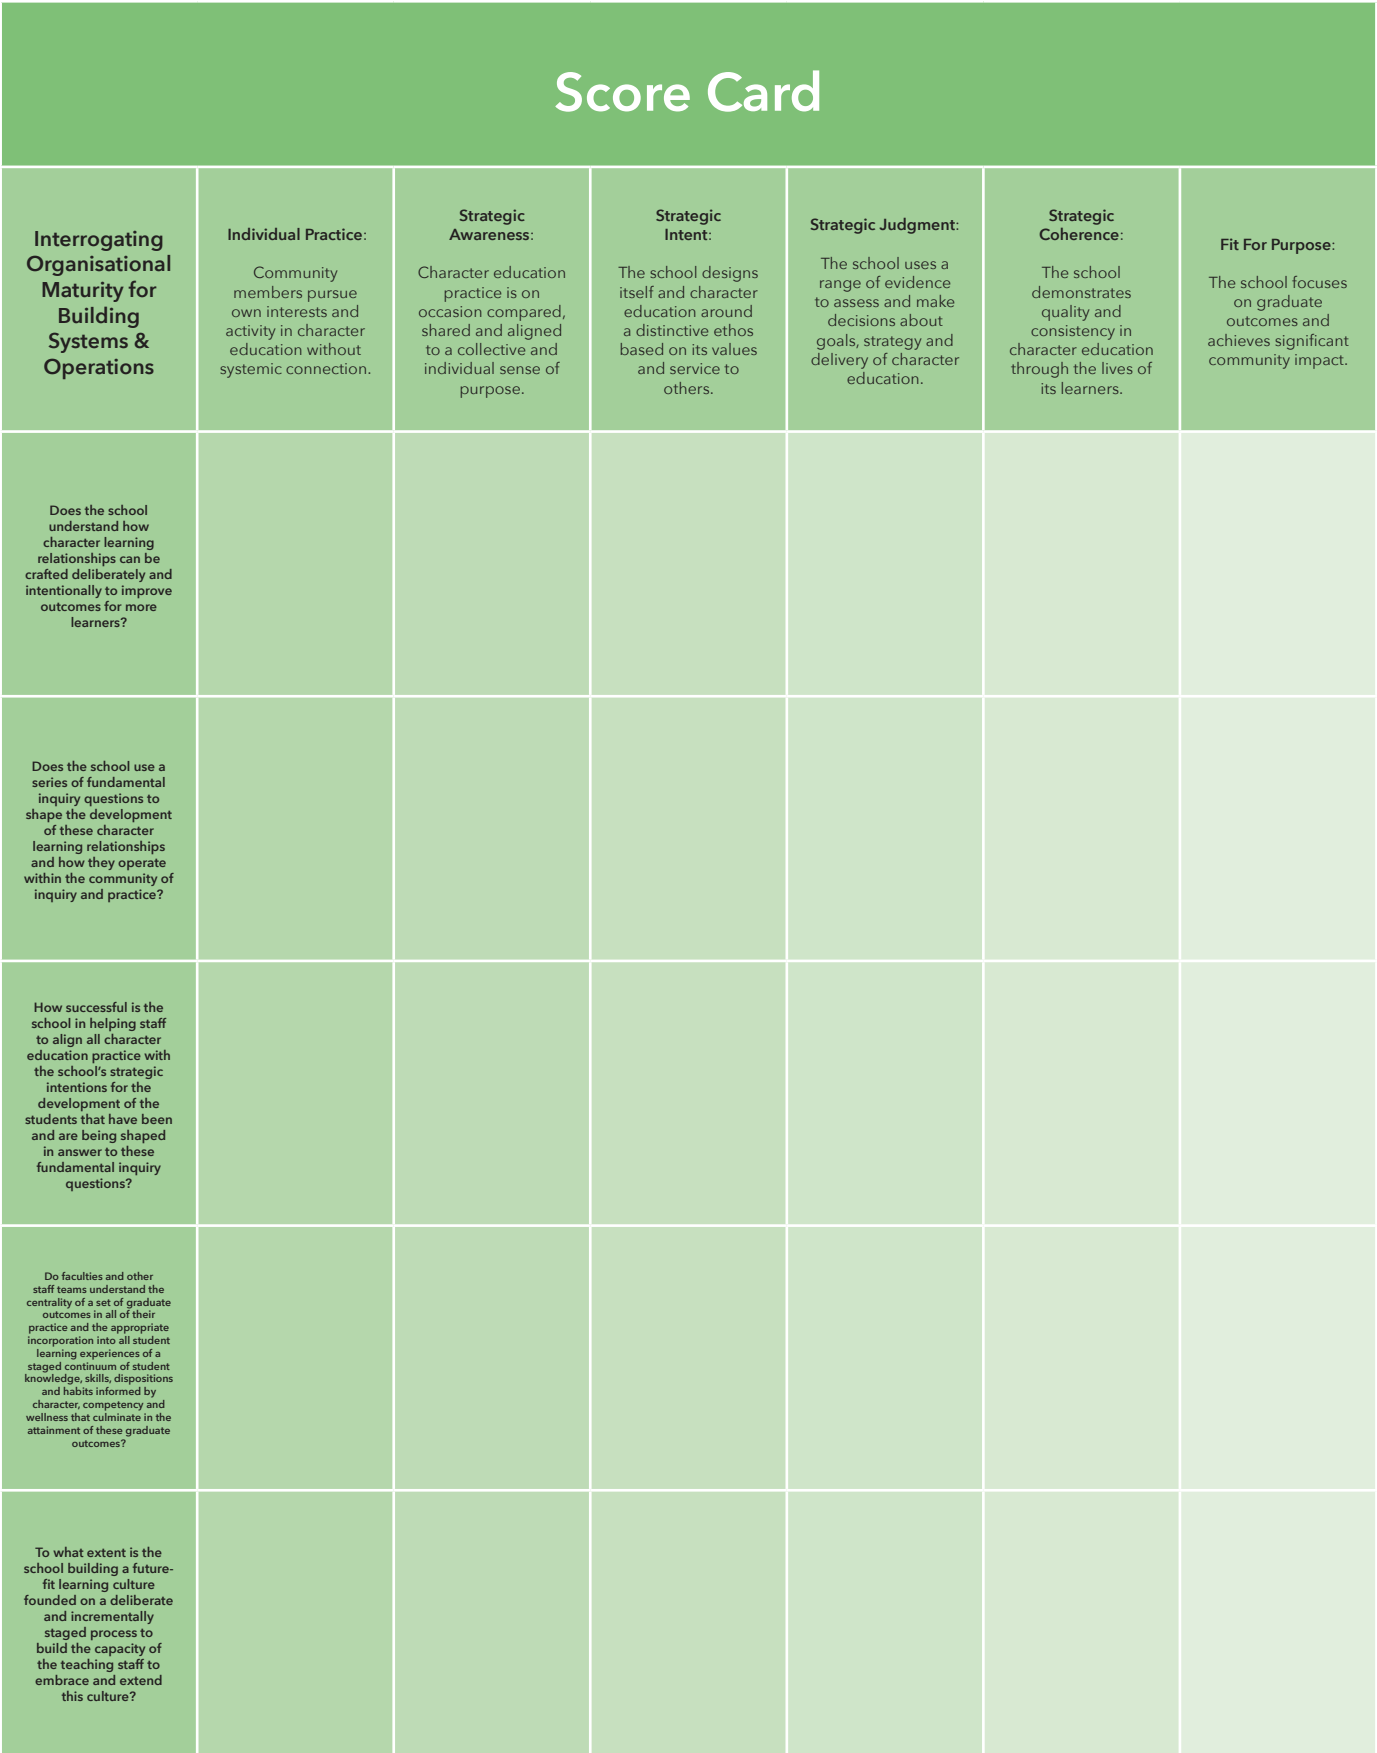 Score Card
Interrogating
Organisational
Maturity for
Building
Systems &
Operations
Individual Practice:
Community
members pursue
own interests and
activity in character
education without
systemic connection.
Strategic
Awareness:
Character education
practice is on
occasion compared,
shared and aligned
to a collective and
individual sense of
purpose.
Strategic
Intent:
The school designs
itself and character
education around
a distinctive ethos
based on its values
and service to
others.
Strategic Judgment:
The school uses a
range of evidence
to assess and make
decisions about
goals, strategy and
delivery of character
education.
Strategic
Coherence:
The school
demonstrates
quality and
consistency in
character education
through the lives of
its learners.
Fit For Purpose:
The school focuses
on graduate
outcomes and
achieves significant
community impact.
Does the school
understand how
character learning
relationships can be
crafted deliberately and
intentionally to improve
outcomes for more
learners?
Does the school use a
series of fundamental
inquiry questions to
shape the development
of these character
learning relationships
and how they operate
within the community of
inquiry and practice?
How successful is the
school in helping staff
to align all character
education practice with
the school's strategic
intentions for the
development of the
students that have been
and are being shaped
in answer to these
fundamental inquiry
questions?
Do faculties and other
staff teams understand the
centrality of a set of graduate
outcomes in all of their
practice and the appropriate
incorporation into all student
learning experiences of a
staged continuum of student
knowledge, skills, dispositions
and habits informed by
character, competency and
wellness that culminate in the
attainment of these graduate
outcomes?
To what extent is the
school building a future-
fit learning culture
founded on a deliberate
and incrementally
staged process to
build the capacity of
the teaching staff to
embrace and extend
this culture?